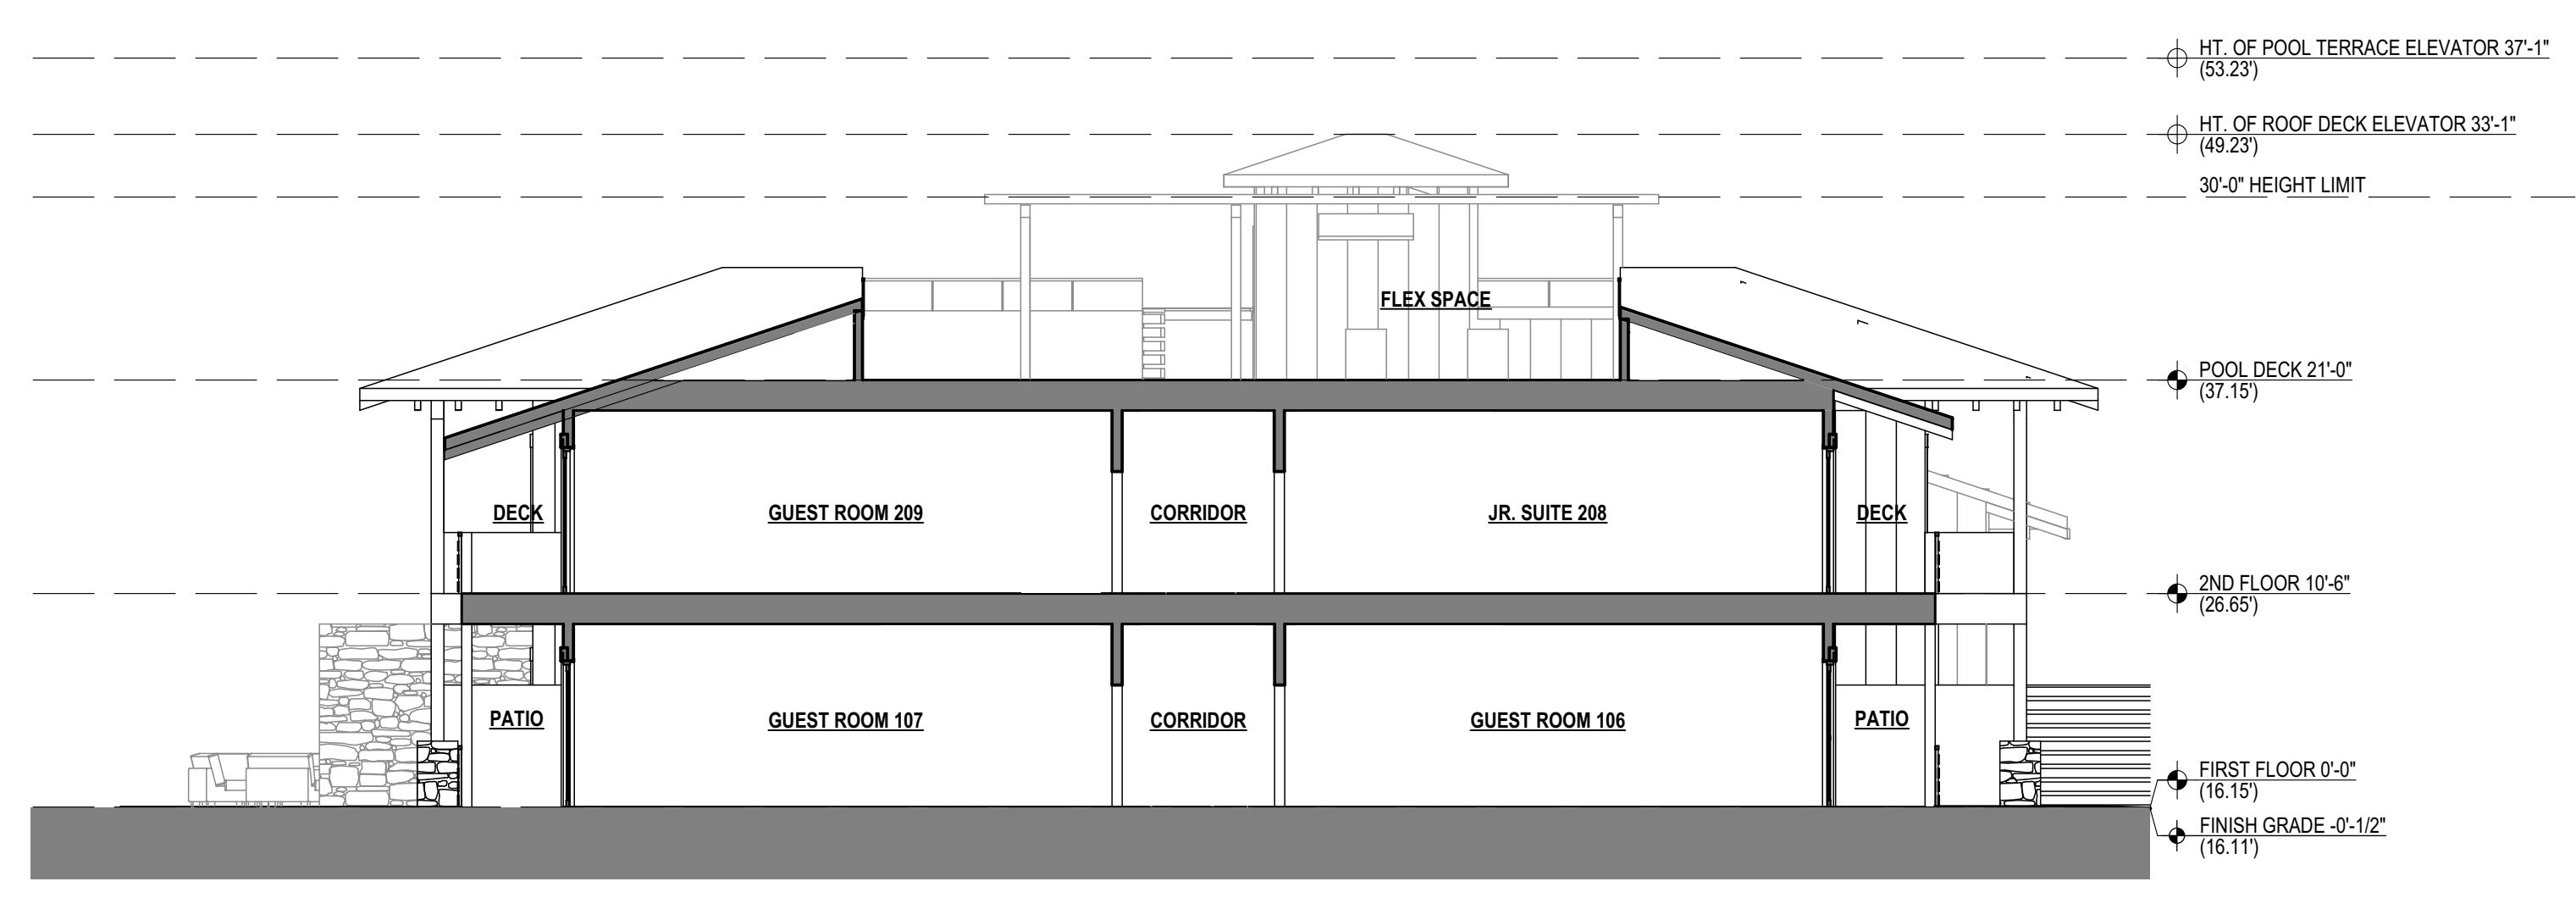 HT. OF POOL TERRACE ELEVATOR 37'-1"
(53.23')
HT. OF ROOF DECK ELEVATOR 33'-1"
(49.23')
30'-0" HEIGHT LIMIT
FLEX SPACE
POOL DECK 21'-0"
(37.15')
DECK
GUEST ROOM 209
CORRIDOR
JR. SUITE 208
DECK
2ND FLOOR 10'-6"
(26.65')
PATIO
GUEST ROOM 107
CORRIDOR
GUEST ROOM 106
PATIO
FIRST FLOOR 0'-0"
(16.15')
FINISH GRADE -0'-1/2"
(16.11')